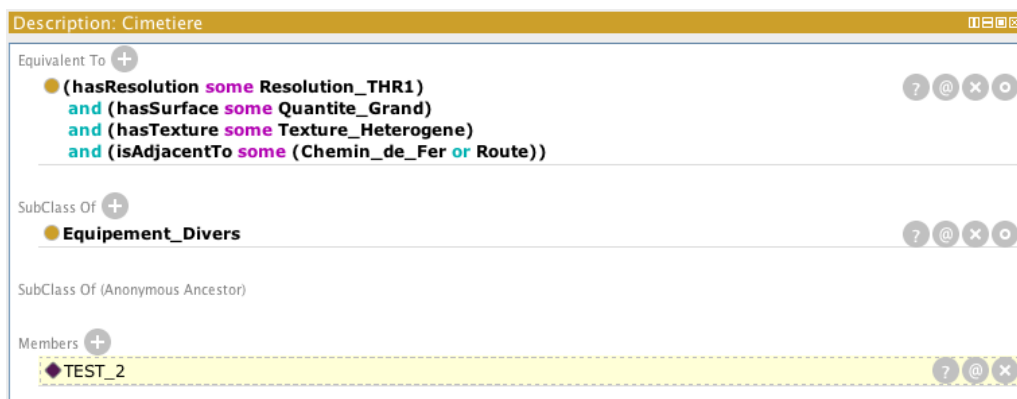 Description: Cimetiere
Equivalent To +
(hasResolution some Resolution_THR1)
and (hasSurface some Quantite_Grand)
and (hasTexture some Texture_Heterogene)
and (isAdjacentTo some (Chemin_de_Fer or Route))
? @
SubClass Of +
Equipement_Divers
? @
SubClass Of (Anonymous Ancestor)
Members +
TEST_2
? @